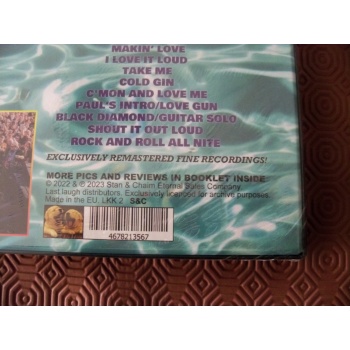 MAKIN' LOVE
I LOVE IT LOUD
TAKE ME
COLD GIN
C'MON AND LOVE ME
PAUL'S INTRO/LOVE GUN
BLACK DIAMOND/GUITAR SOLO
SHOUT IT OUT LOUD
ROCK AND ROLL ALL NITE
EXCLUSIVELY REMASTERED FINE RECORDINGS!
MORE PICS AND REVIEWS IN BOOKLET INSIDE.
© 2022 & © 2023 Stan & Chaim Eternal Company.
Last laugh distributors. Exclusively licensed for archive purposes.
Made in the EU. LKK 2 S&C
4678213567